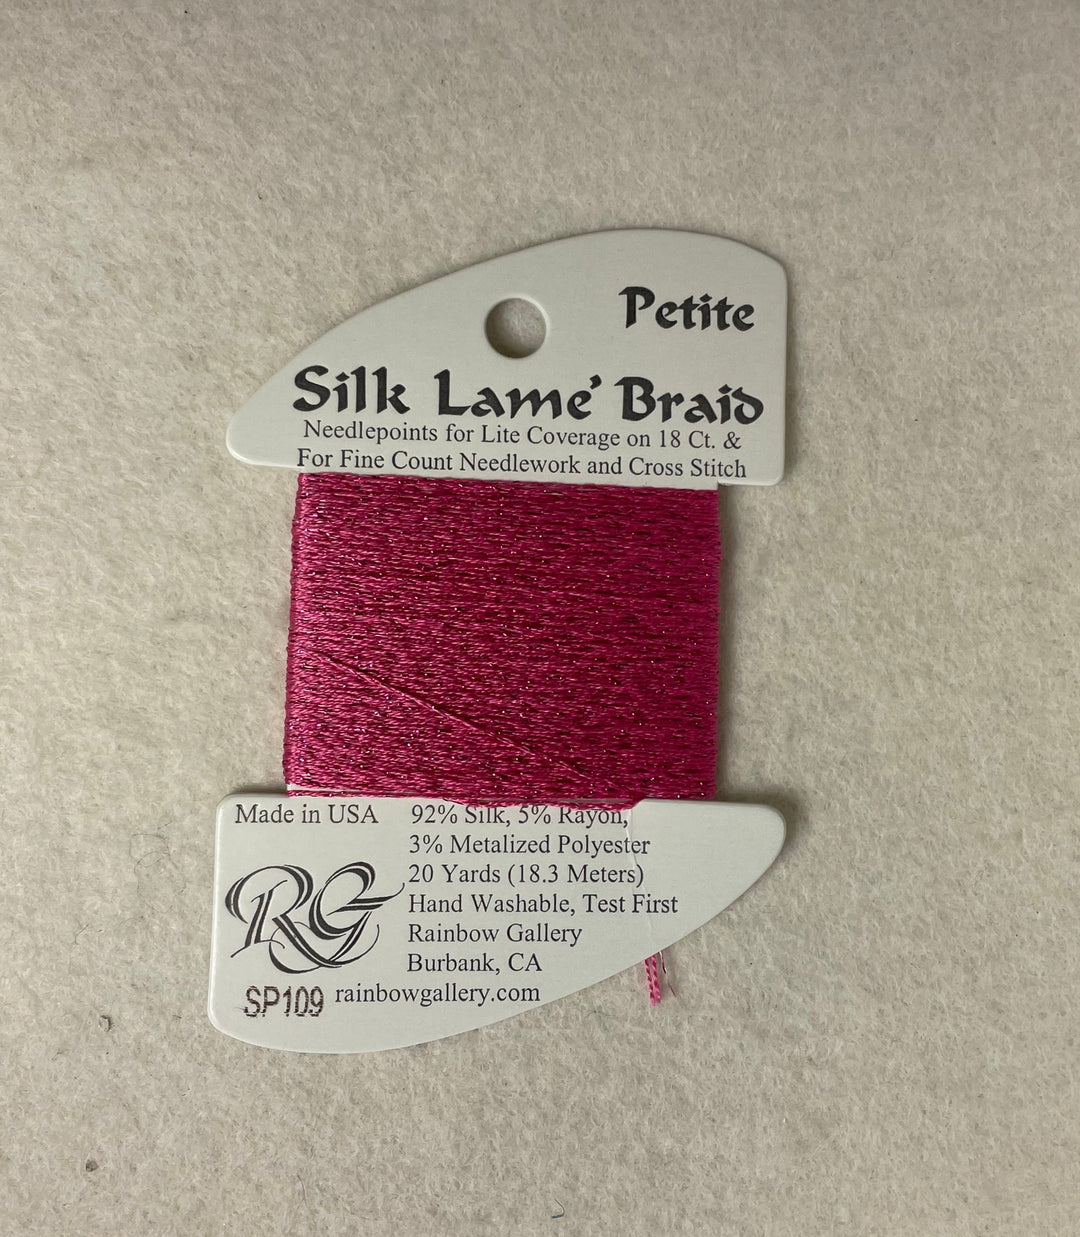 Petite
Silk Lame' Braid
Needlepoints for Lite Coverage on 18 Ct. &
For Fine Count Needlework and Cross Stitch
Made in USA
92% Silk, 5% Rayon,
3% Metalized Polyester
20 Yards (18.3 Meters)
Hand Washable, Test First
Rainbow Gallery
Burbank, CA
rainbowgallery.com
RG
SP109